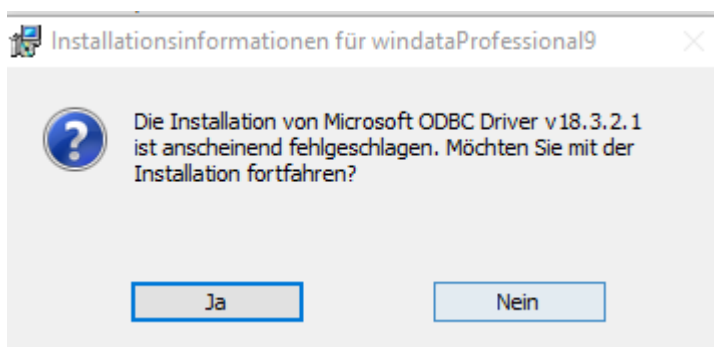 Installationsinformationen für windataProfessional9
Die Installation von Microsoft ODBC Driver v18.3.2.1
ist anscheinend fehlgeschlagen. Möchten Sie mit der
Installation fortfahren?
Ja
Nein